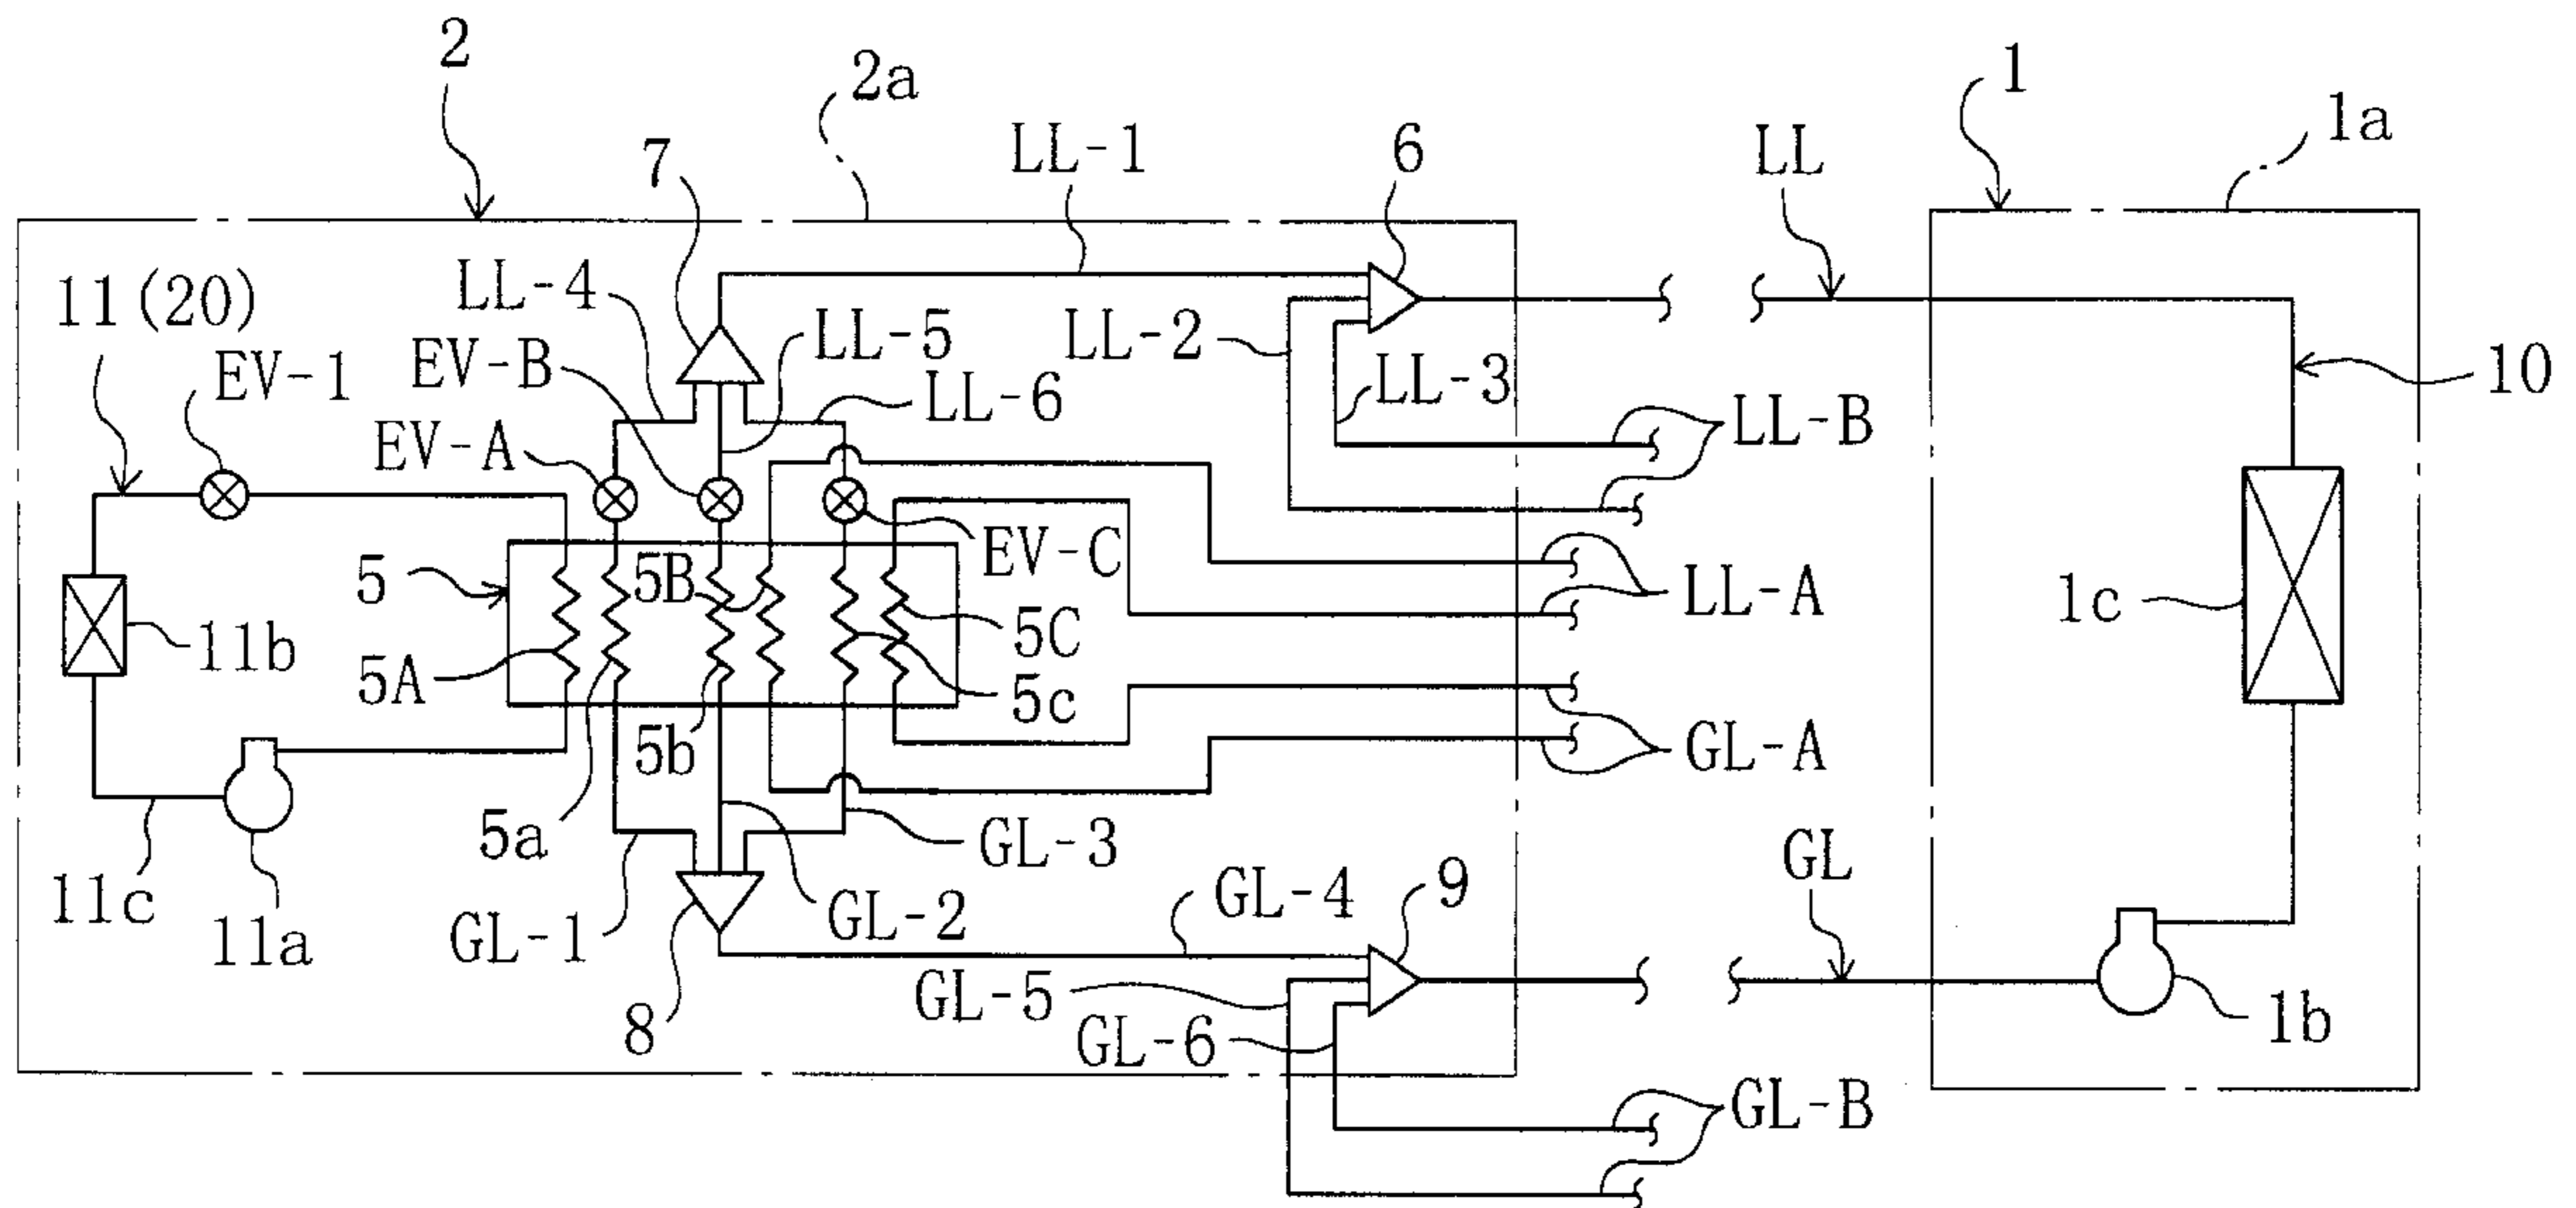 2
2a
1
1a
7
LL-1
6
LL
11(20)
LL-4
LL-5
LL-2
EV-1
EV-B
LL-6
LL-3
10
EV-A
LL-B
EV-C
5
5B
LL-A
1c
11b
5C
5A
5c
5b
GL-A
5a
GL-3
GL
11c
11a
GL-1
GL-2
GL-4
9
8
GL-5
GL-6
1b
GL-B